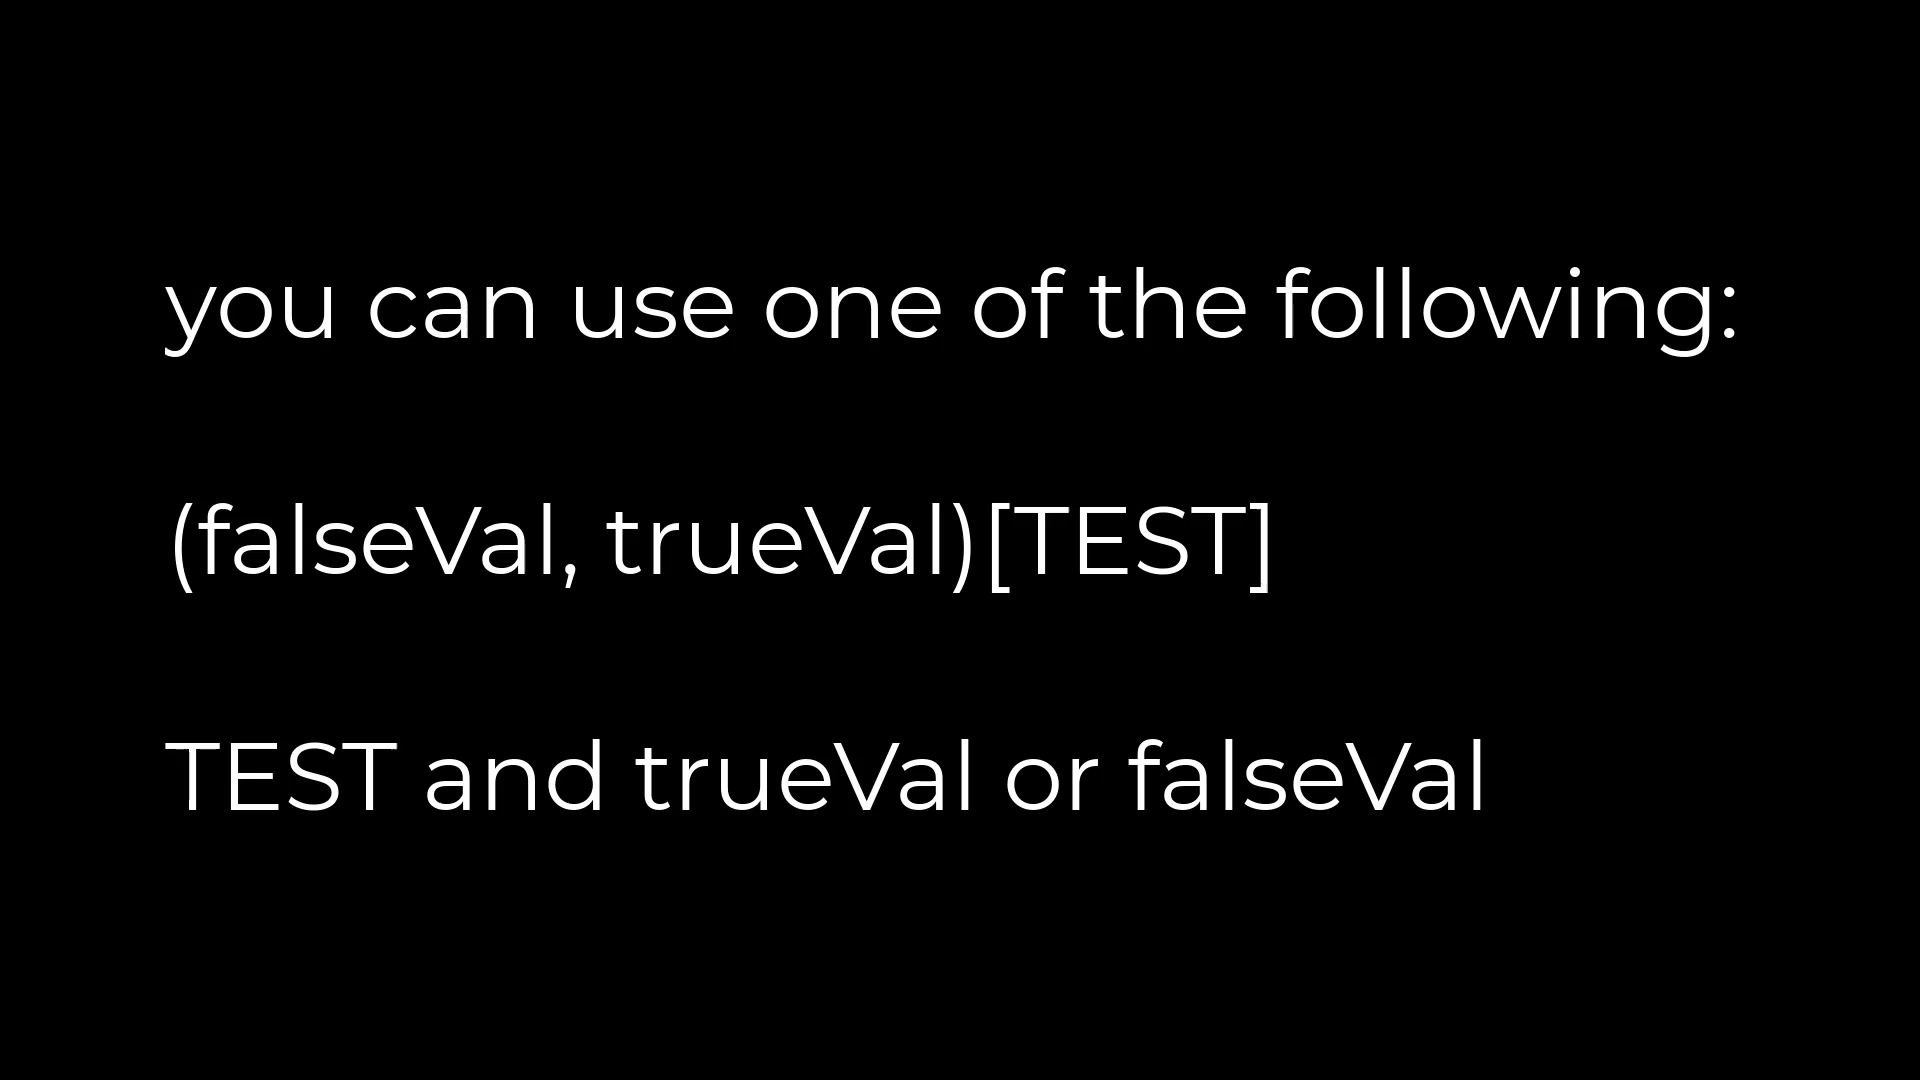 you can use one of the following:
(falseVal, trueVal)[TEST]
TEST and trueVal or falseVal